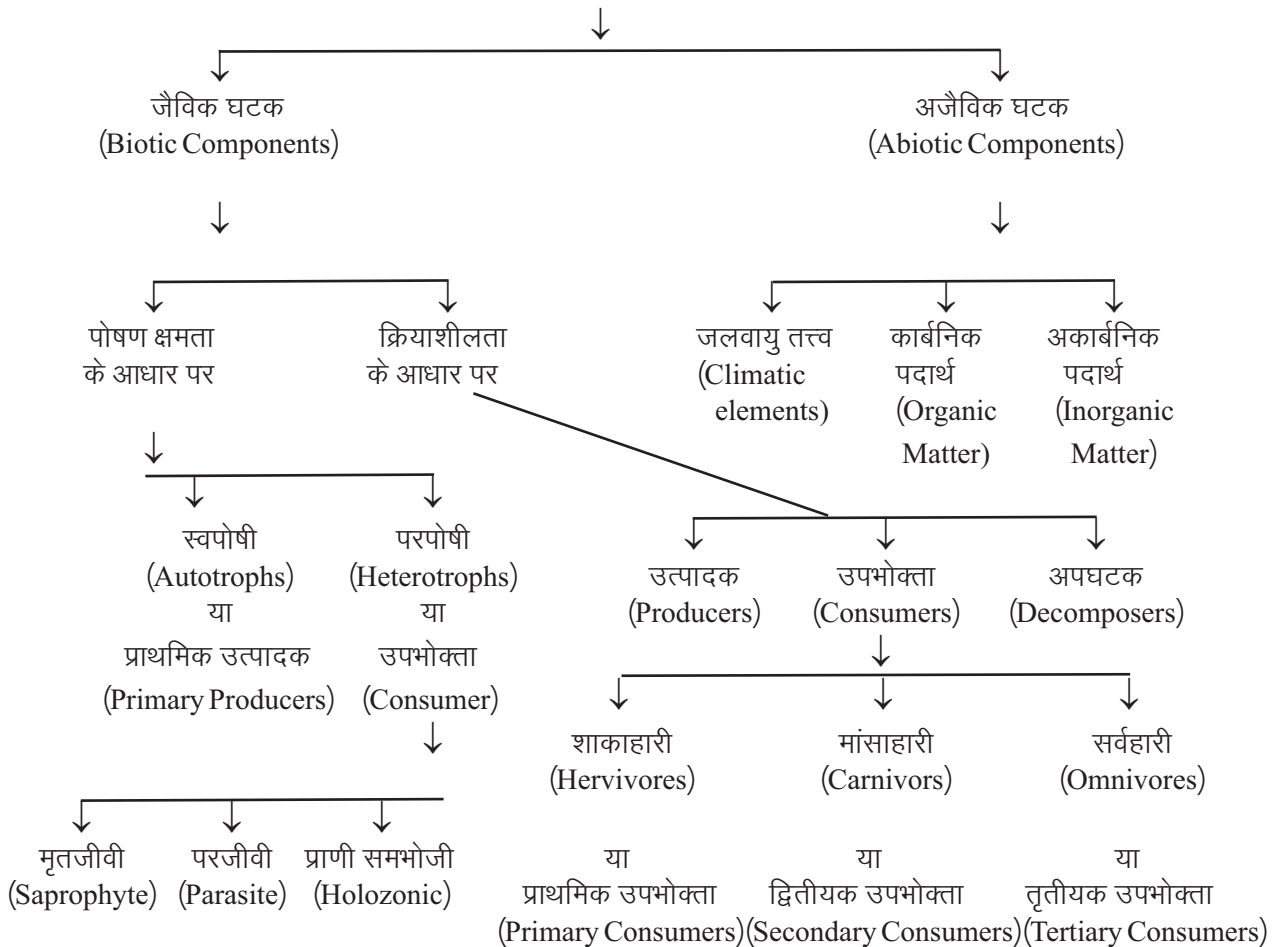 जैविक घटक
(Biotic Components)
अजैविक घटक
(Abiotic Components)
पोषण क्षमता
के आधार पर
क्रियाशीलता
के आधार पर
जलवायु तत्त्व
(Climatic
elements)
कार्बनिक
पदार्थ
(Organic
Matter)
अकार्बनिक
पदार्थ
(Inorganic
Matter)
स्वपोषी
(Autotrophs)
या
प्राथमिक उत्पादक
(Primary Producers)
परपोषी
(Heterotrophs)
या
उपभोक्ता
(Consumer)
उत्पादक
(Producers)
उपभोक्ता
(Consumers)
अपघटक
(Decomposers)
शाकाहारी
(Hervivores)
या
प्राथमिक उपभोक्ता
(Primary Consumers)
मांसाहारी
(Carnivors)
या
द्वितीयक उपभोक्ता
(Secondary Consumers)
सर्वहारी
(Omnivores)
या
तृतीयक उपभोक्ता
(Tertiary Consumers)
मृतजीवी
(Saprophyte)
परजीवी
(Parasite)
प्राणी समभोजी
(Holozonic)